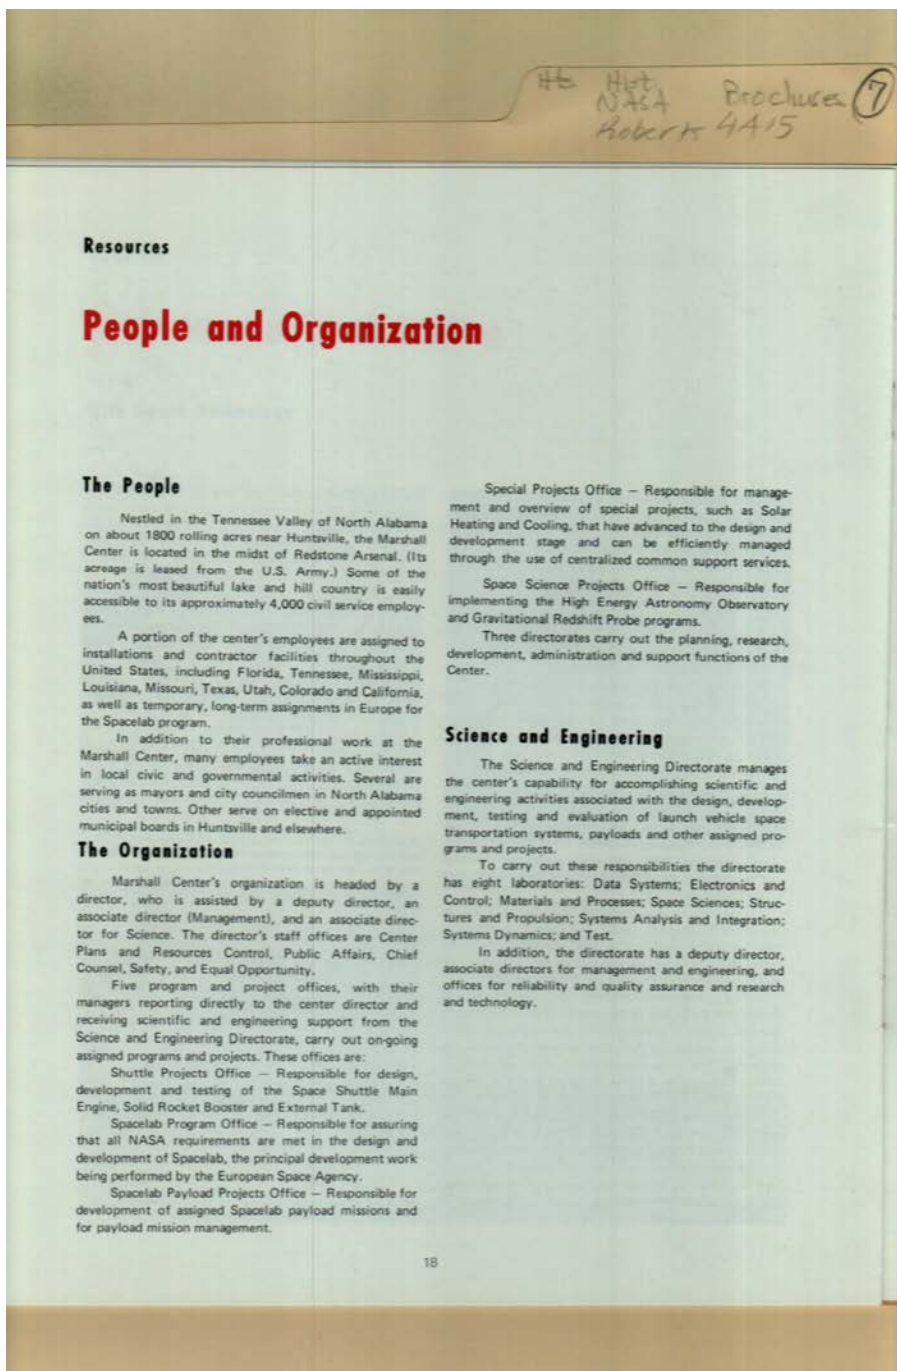 Hts Hist
NASA Brochures 7
Roberts 4A15
Resources
People and Organization
The People
Nestled in the Tennessee Valley of North Alabama
on about 1800 rolling acres near Huntsville, the Marshall
Center is located in the midst of Redstone Arsenal. (Its
acreage is leased from the U.S. Army.) Some of the
nation's most beautiful lake and hill country is easily
accessible to its approximately 4,000 civil service employ-
ees.
A portion of the center's employees are assigned to
installations and contractor facilities throughout the
United States, including Florida, Tennessee, Mississippi,
Louisiana, Missouri, Texas, Utah, Colorado and California,
as well as temporary, long-term assignments in Europe for
the Spacelab program.
In addition to their professional work at the
Marshall Center, many employees take an active interest
in local civic and governmental activities. Several are
serving as mayors and city councilmen in North Alabama
cities and towns. Other serve on elective and appointed
municipal boards in Huntsville and elsewhere.
The Organization
Marshall Center's organization is headed by a
director, who is assisted by a deputy director, an
associate director (Management), and an associate direc-
tor for Science. The director's staff offices are Center
Plans and Resources Control, Public Affairs, Chief
Counsel, Safety, and Equal Opportunity.
Five program and project offices, with their
managers reporting directly to the center director and
receiving scientific and engineering support from the
Science and Engineering Directorate, carry out on-going
assigned programs and projects. These offices are:
Shuttle Projects Office — Responsible for design,
development and testing of the Space Shuttle Main
Engine, Solid Rocket Booster and External Tank.
Spacelab Program Office — Responsible for assuring
that all NASA requirements are met in the design and
development of Spacelab, the principal development work
being performed by the European Space Agency.
Spacelab Payload Projects Office — Responsible for
development of assigned Spacelab payload missions and
for payload mission management.
Special Projects Office — Responsible for manage-
ment and overview of special projects, such as Solar
Heating and Cooling, that have advanced to the design and
development stage and can be efficiently managed
through the use of centralized common support services.
Space Science Projects Office — Responsible for
implementing the High Energy Astronomy Observatory
and Gravitational Redshift Probe programs.
Three directorates carry out the planning, research,
development, administration and support functions of the
Center.
Science and Engineering
The Science and Engineering Directorate manages
the center's capability for accomplishing scientific and
engineering activities associated with the design, develop-
ment, testing and evaluation of launch vehicle space
transportation systems, payloads and other assigned pro-
grams and projects.
To carry out these responsibilities the directorate
has eight laboratories: Data Systems; Electronics and
Control; Materials and Processes; Space Sciences; Struc-
tures and Propulsion; Systems Analysis and Integration;
Systems Dynamics; and Test.
In addition, the directorate has a deputy director,
associate directors for management and engineering, and
offices for reliability and quality assurance and research
and technology.
18